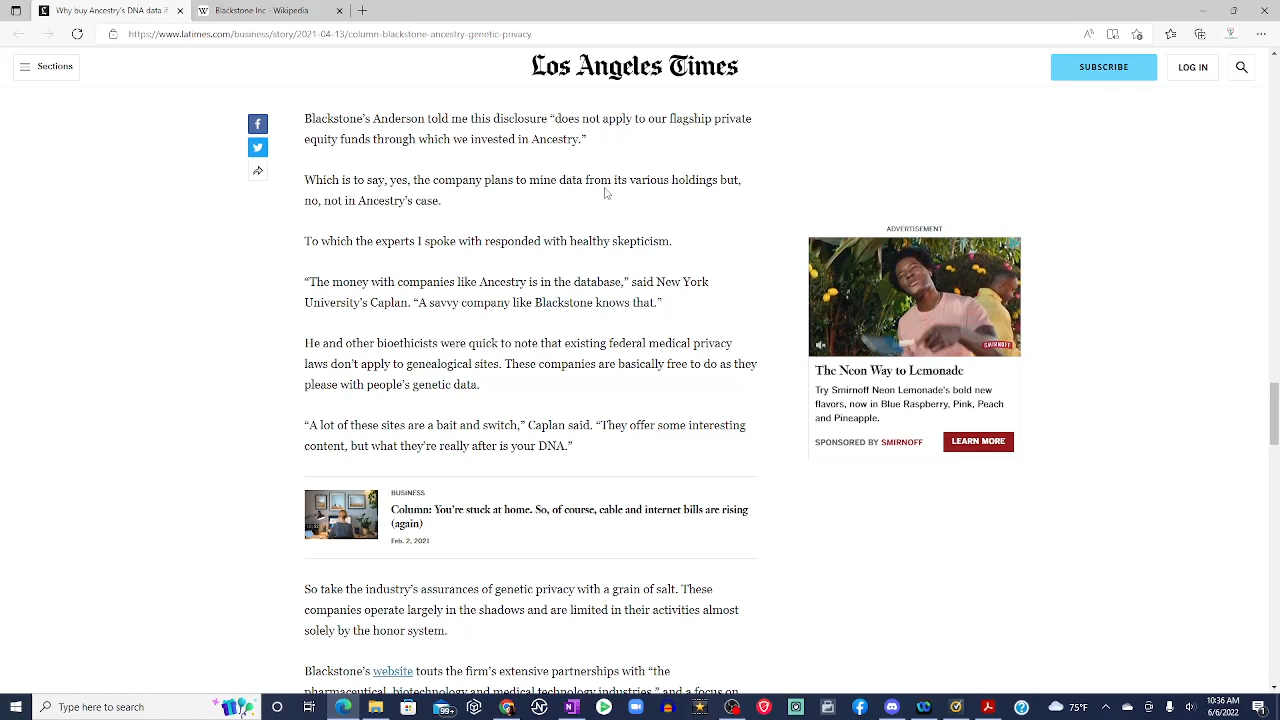 Why buy Ancestry's DNA data if
Blackstone Inc - Wikipedia
https://www.latimes.com/business/story/2021-04-13/column-blackstone-ancestry-genetic-privacy
Sections
Los Angeles Times
SUBSCRIBE
LOG IN
Blackstone’s Anderson told me this disclosure “does not apply to our flagship private
equity funds through which we invested in Ancestry.”
Which is to say, yes, the company plans to mine data from its various holdings but,
no, not in Ancestry’s case.
To which the experts I spoke with responded with healthy skepticism.
“The money with companies like Ancestry is in the database,” said New York
University’s Caplan. “A savvy company like Blackstone knows that.”
He and other bioethicists were quick to note that existing federal medical privacy
laws don’t apply to genealogical sites. These companies are basically free to do as they
please with people’s genetic data.
“A lot of these sites are a bait and switch,” Caplan said. “They offer some interesting
content, but what they’re really after is your DNA.”
BUSINESS
Column: You’re stuck at home. So, of course, cable and internet bills are rising
(again)
Feb. 2, 2021
So take the industry’s assurances of genetic privacy with a grain of salt. These
companies operate largely in the shadows and are limited in their activities almost
solely by the honor system.
Blackstone’s website touts the firm’s extensive partnerships with “the
pharmaceutical, biotechnology and medical technology industries,” and a focus on
ADVERTISEMENT
SMIRNOFF
The Neon Way to Lemonade
Try Smirnoff Neon Lemonade's bold new
flavors, now in Blue Raspberry, Pink, Peach
and Pineapple.
SPONSORED BY SMIRNOFF
LEARN MORE
Type here to search
99+
75°F
10:36 AM
6/6/2022